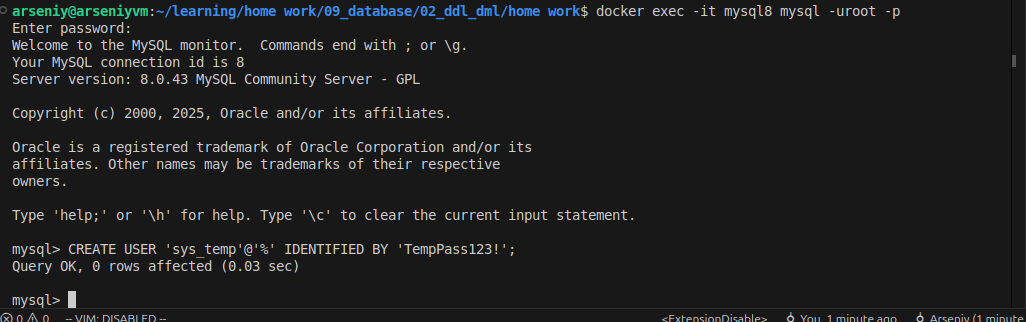 arseniy@arseniyvm:~/learning/home work/09_database/02_ddl_dml/home work$ docker exec -it mysql8 mysql -uroot -p
Enter password:
Welcome to the MySQL monitor.  Commands end with ; or \g.
Your MySQL connection id is 8
Server version: 8.0.43 MySQL Community Server - GPL

Copyright (c) 2000, 2025, Oracle and/or its affiliates.

Oracle is a registered trademark of Oracle Corporation and/or its
affiliates. Other names may be trademarks of their respective
owners.

Type 'help;' or '\h' for help. Type '\c' to clear the current input statement.

mysql> CREATE USER 'sys_temp'@'%' IDENTIFIED BY 'TempPass123!';
Query OK, 0 rows affected (0.03 sec)

mysql>
0 0 -- VIM: DISABLED -- <ExtensionDisable> You, 1 minute ago Arseniy (1 minute